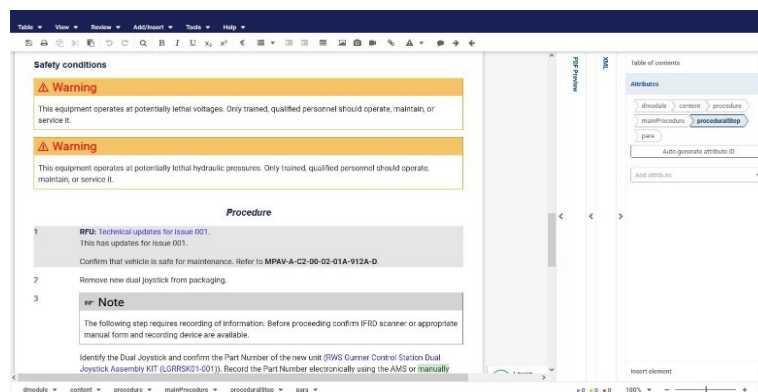 Table View Review Add/Insert Tools Help
B I U x₂ x² €
Safety conditions
Warning
This equipment operates at potentially lethal voltages. Only trained, qualified personnel should operate, maintain, or
service it.
Warning
This equipment operates at potentially lethal hydraulic pressures. Only trained, qualified personnel should operate,
maintain, or service it.
Procedure
1 RFU: Technical updates for issue 001.
This has updates for issue 001.
Confirm that vehicle is safe for maintenance. Refer to MPAV-A-C2-00-02-01A-912A-D.
2 Remove new dual joystick from packaging.
3 Note
The following step requires recording of information. Before proceeding confirm IFRD scanner or appropriate
manual form and recording device are available.
Identify the Dual Joystick and confirm the Part Number of the new unit (RWS Gunner Control Station Dual
Joystick Assembly KIT (LGRRSK01-001)). Record the Part Number electronically using the AMS or manually
PDF Preview
XML
Table of contents
Attributes
dmodule content procedure
mainProcedure proceduralStep
para
Auto-generate attribute ID
Add attribute
Insert element
dmodule content procedure mainProcedure proceduralStep para
0 0 0 100% - +